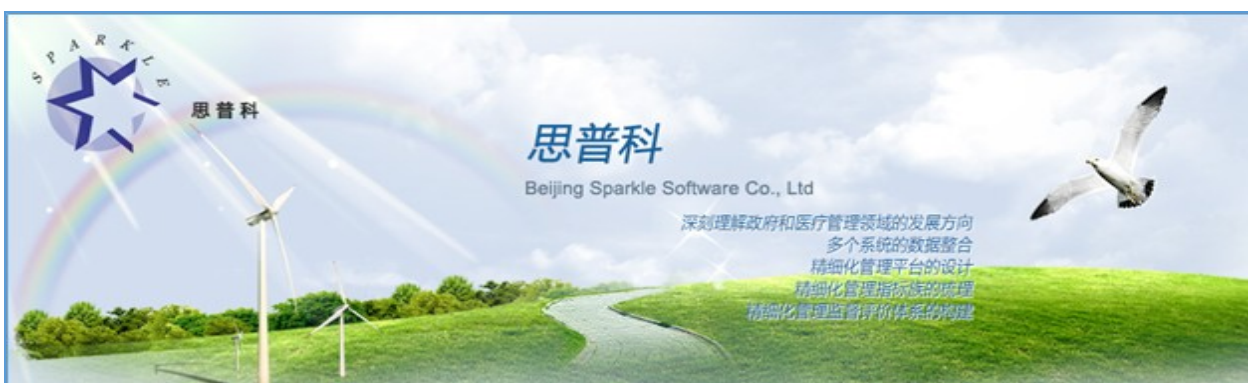 SPARKLE
思普科
思普科
Beijing Sparkle Software Co., Ltd
深刻理解政府和医疗管理领域的发展方向
多个系统的数据整合
精细化管理平台的设计
精细化管理指标族的梳理
精细化管理监督评价体系的构建